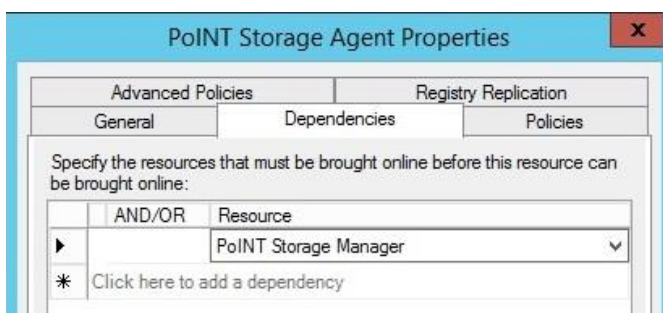 PoINT Storage Agent Properties
x
Advanced Policies Registry Replication
General Dependencies Policies
Specify the resources that must be brought online before this resource can
be brought online:
AND/OR Resource
PoINT Storage Manager
Click here to add a dependency